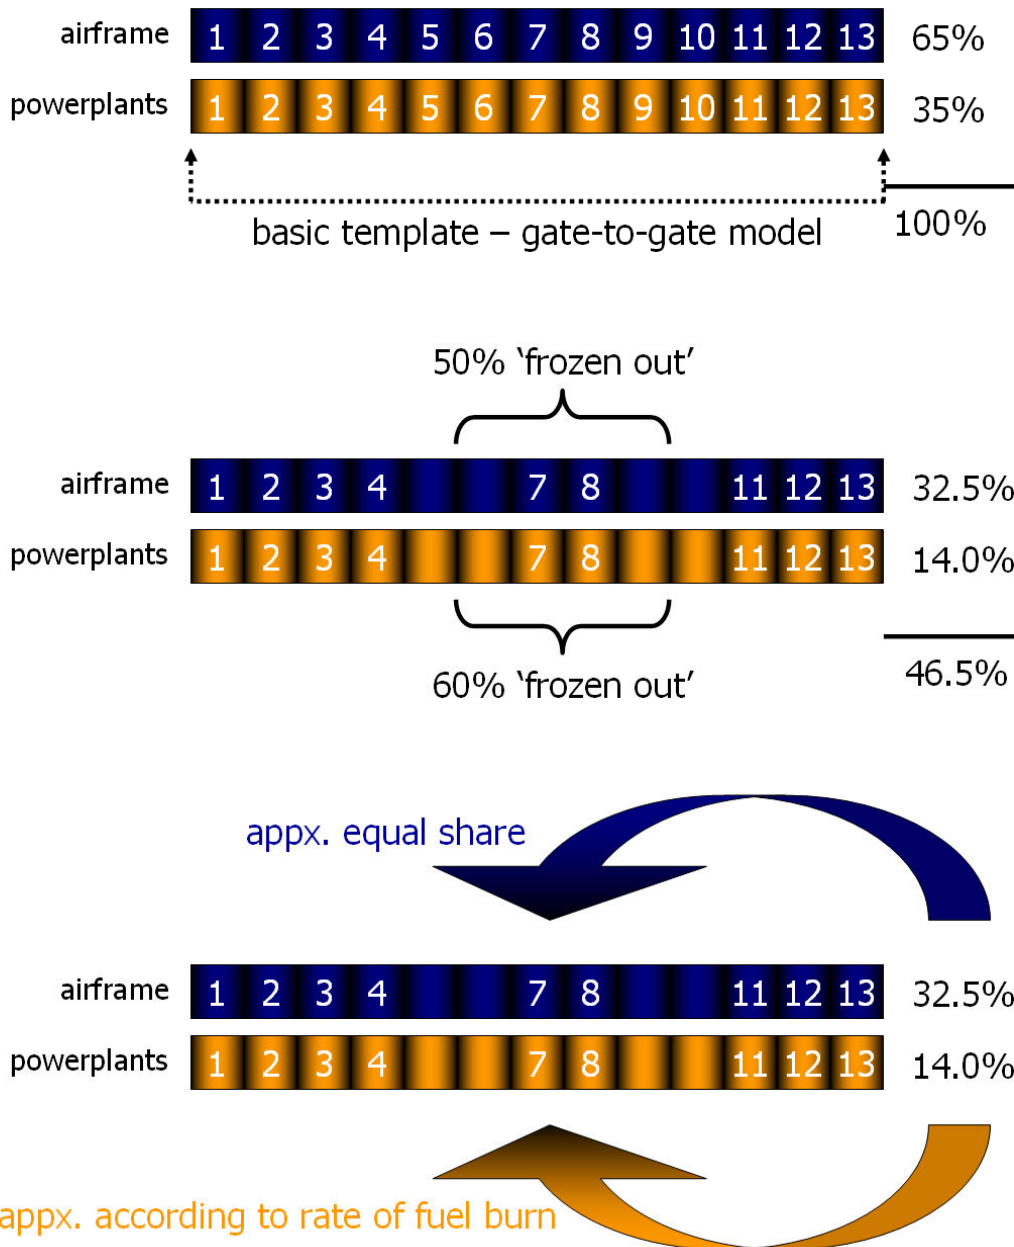 airframe 1 2 3 4 5 6 7 8 9 10 11 12 13 65%
powerplants 1 2 3 4 5 6 7 8 9 10 11 12 13 35%
basic template – gate-to-gate model 100%
50% ‘frozen out’
airframe 1 2 3 4 7 8 11 12 13 32.5%
powerplants 1 2 3 4 7 8 11 12 13 14.0%
60% ‘frozen out’ 46.5%
appx. equal share
airframe 1 2 3 4 7 8 11 12 13 32.5%
powerplants 1 2 3 4 7 8 11 12 13 14.0%
appx. according to rate of fuel burn